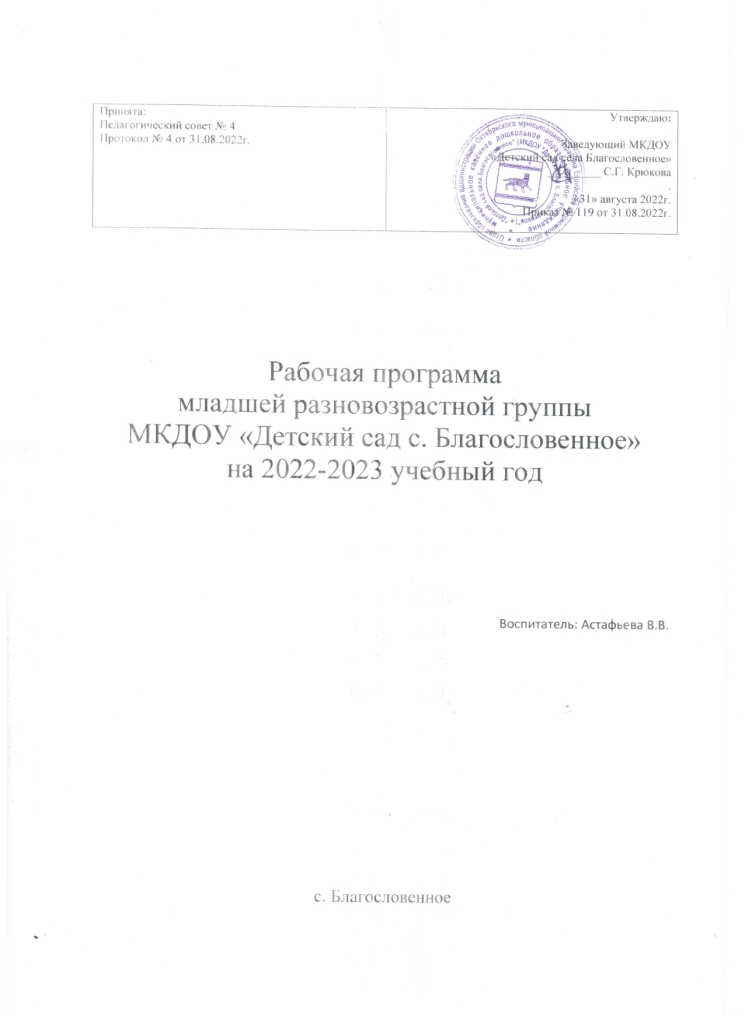 Принята:
Педагогический совет № 4
Протокол № 4 от 31.08.2022г.
Утверждаю:
Заведующий МКДОУ
«Детский сад села Благословенное»
С.Г. Крюкова
«31» августа 2022г.
Приказ № 119 от 31.08.2022г.
Рабочая программа
младшей разновозрастной группы
МКДОУ «Детский сад с. Благословенное»
на 2022-2023 учебный год
Воспитатель: Астафьева В.В.
с. Благословенное